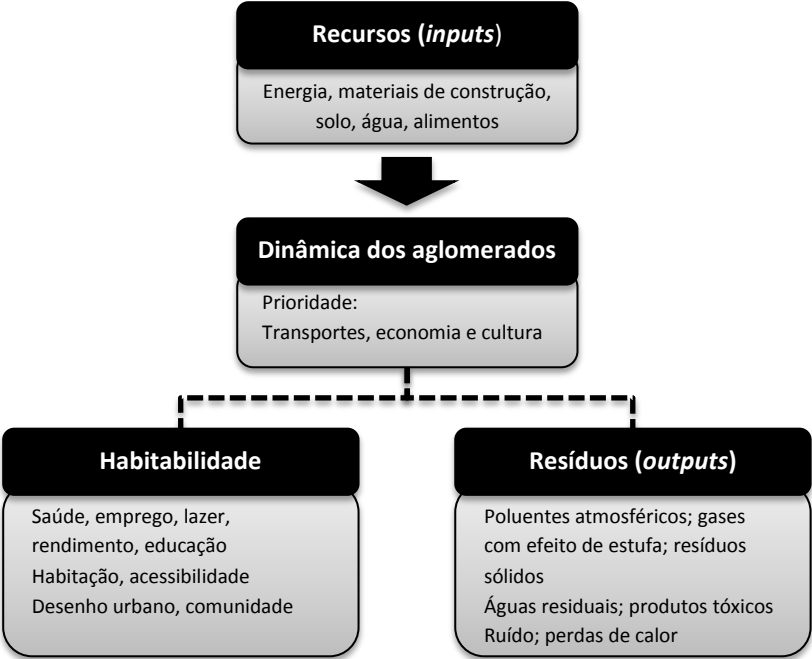 Recursos (inputs)
Energia, materiais de construção,
solo, água, alimentos
Dinâmica dos aglomerados
Prioridade:
Transportes, economia e cultura
Habitabilidade
Saúde, emprego, lazer,
rendimento, educação
Habitação, acessibilidade
Desenho urbano, comunidade
Resíduos (outputs)
Poluentes atmosféricos; gases
com efeito de estufa; resíduos
sólidos
Águas residuais; produtos tóxicos
Ruído; perdas de calor